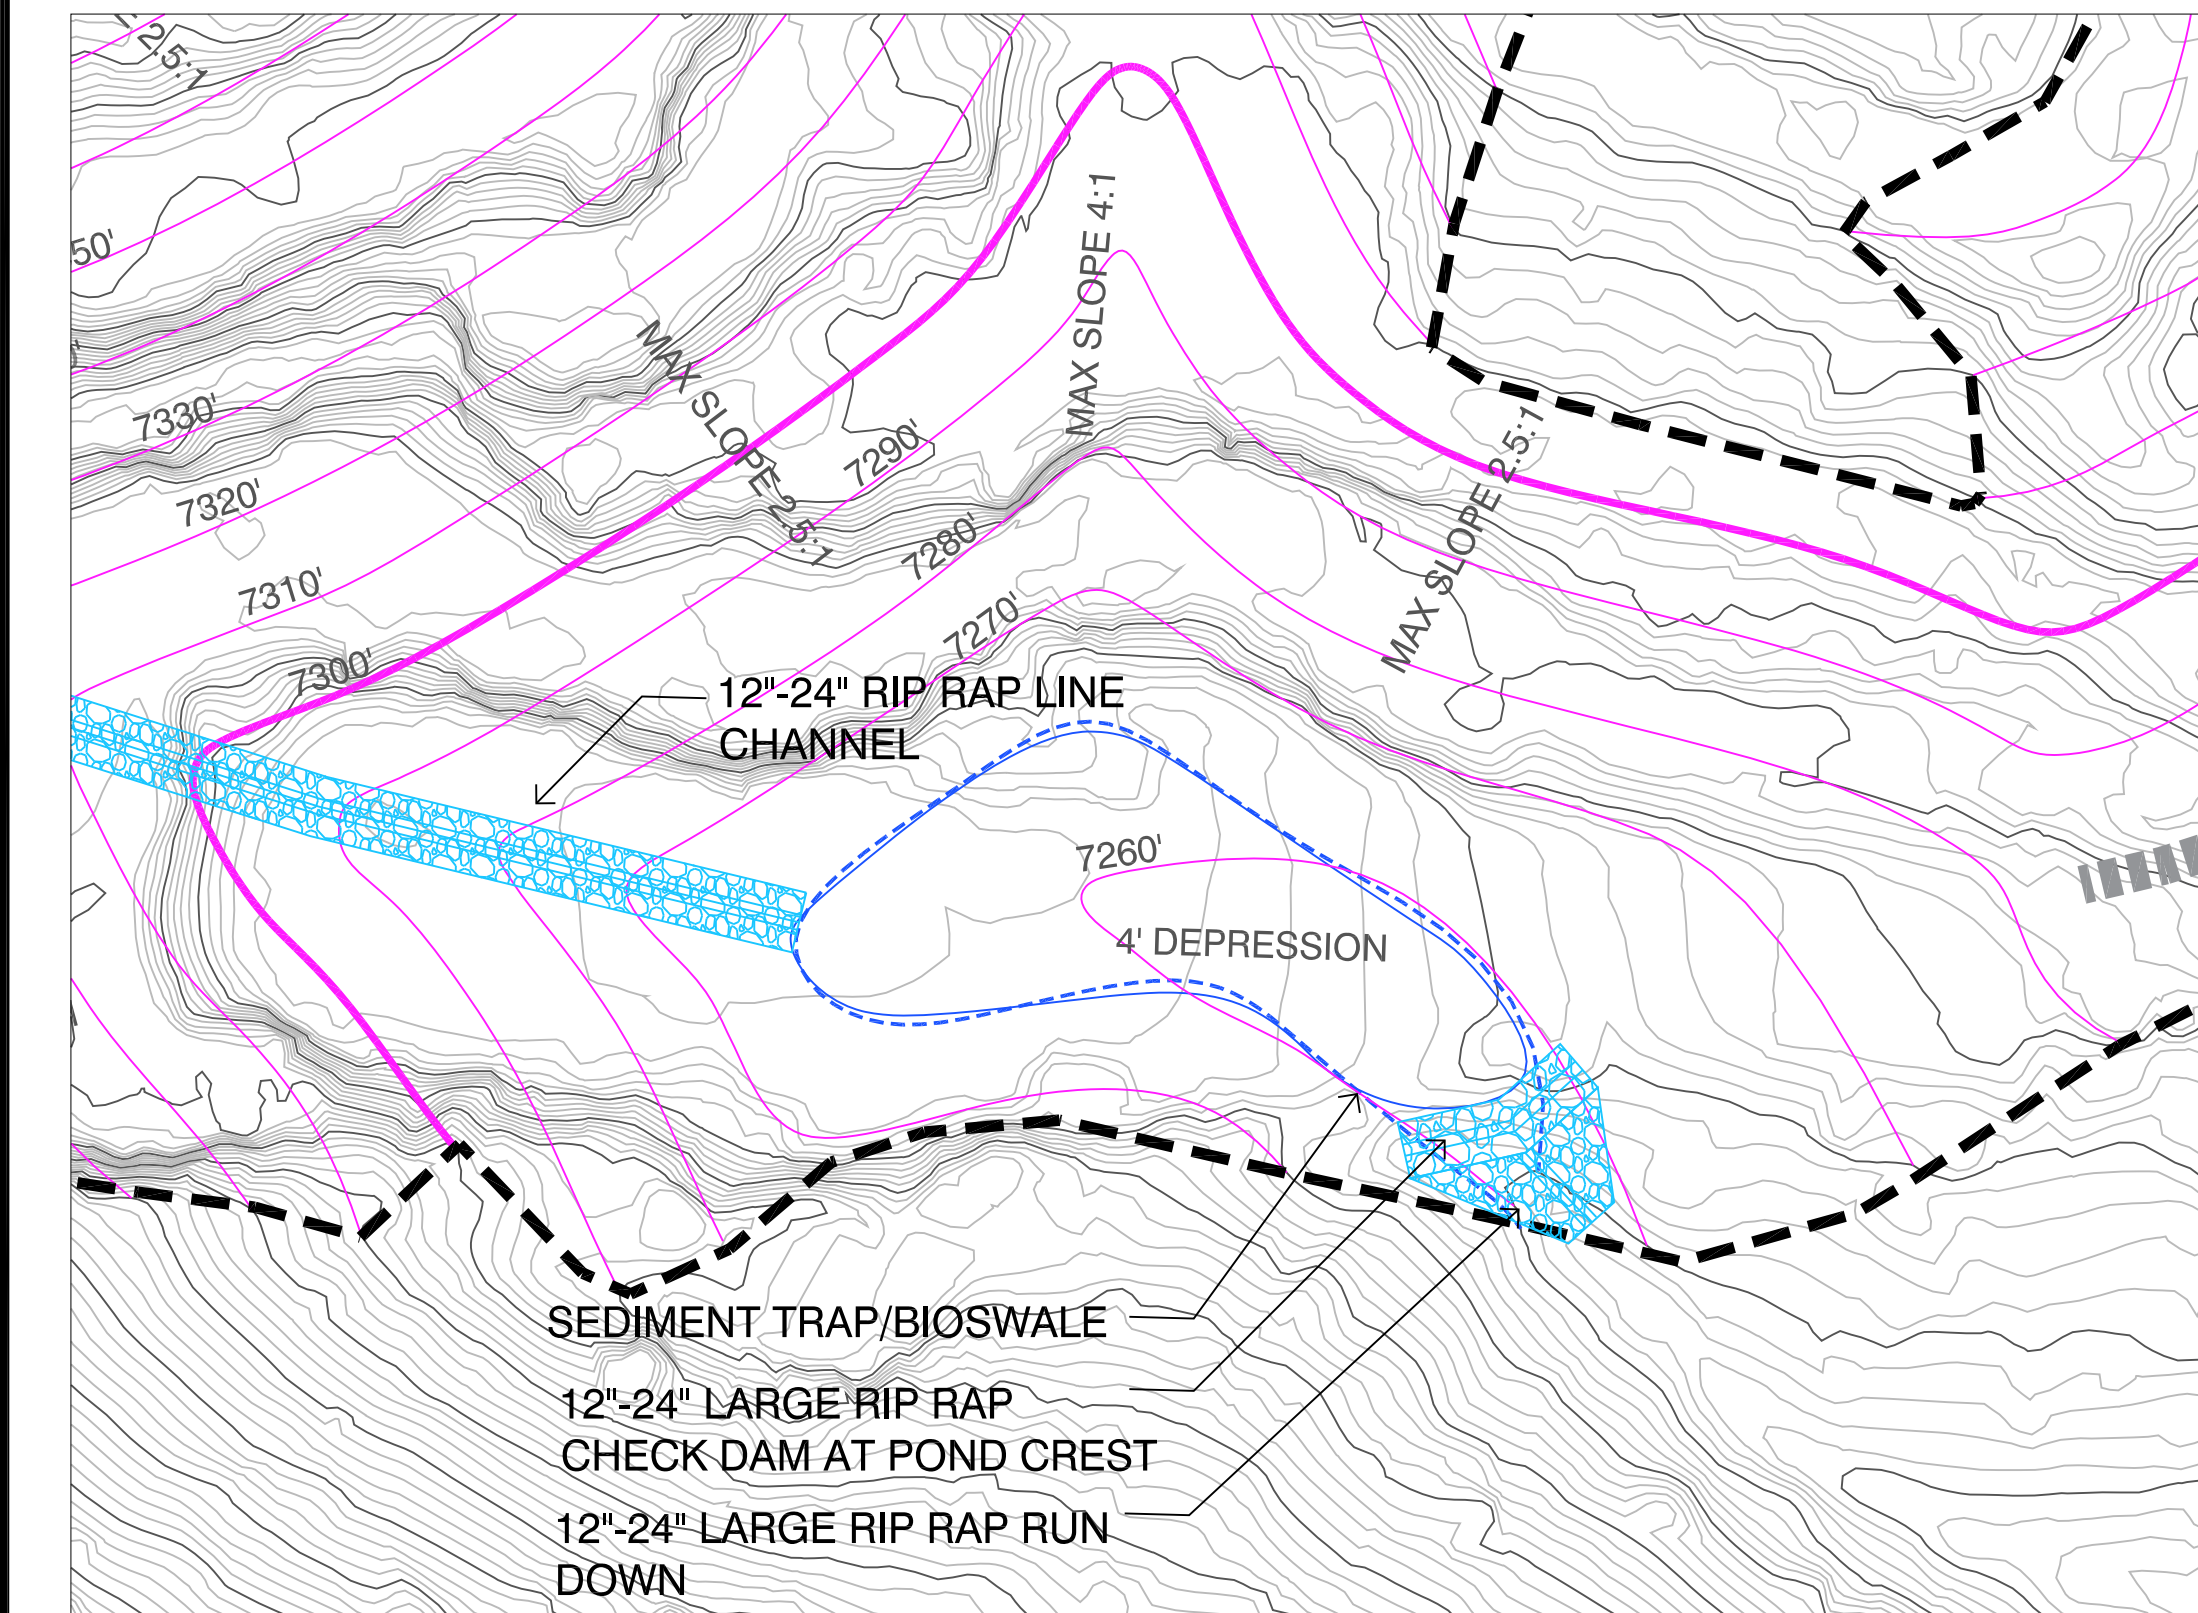 2.5:1
50'
MAX SLOPE 4:1
MAX SLOPE 2.5:1
7330'
7290'
MAX SLOPE 2.5:1
7320'
7280'
7310'
7270'
7300'
12"-24" RIP RAP LINE
CHANNEL
7260'
4' DEPRESSION
SEDIMENT TRAP/BIOSWALE
12"-24" LARGE RIP RAP
CHECK DAM AT POND CREST
12"-24" LARGE RIP RAP RUN
DOWN